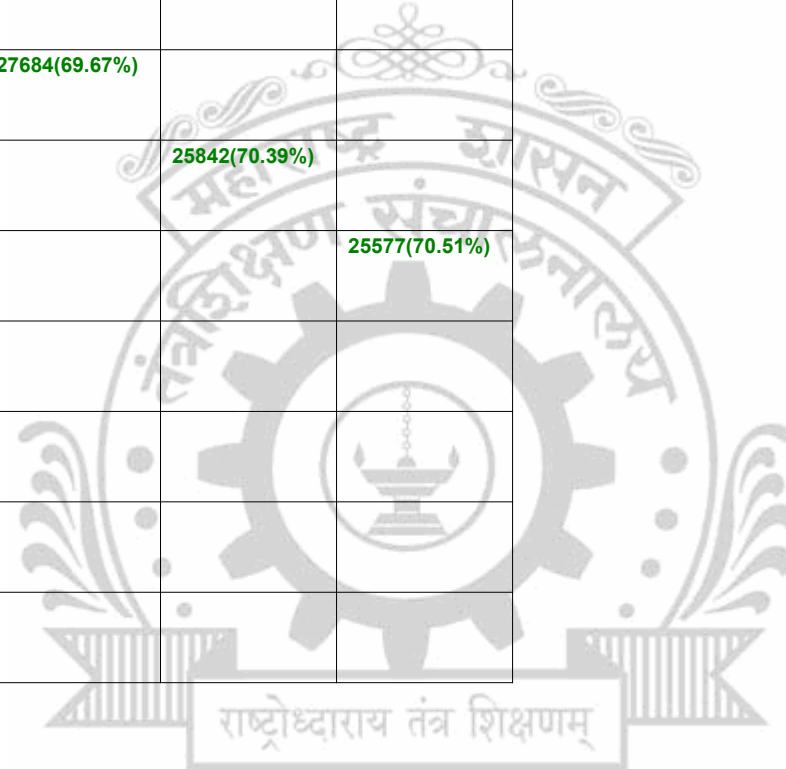 27684(69.67%)
25842(70.39%)
25577(70.51%)
महाराष्ट्र शासन
तंत्रशिक्षण संचालनालय
राष्ट्रोध्दाराय तंत्र शिक्षणम्